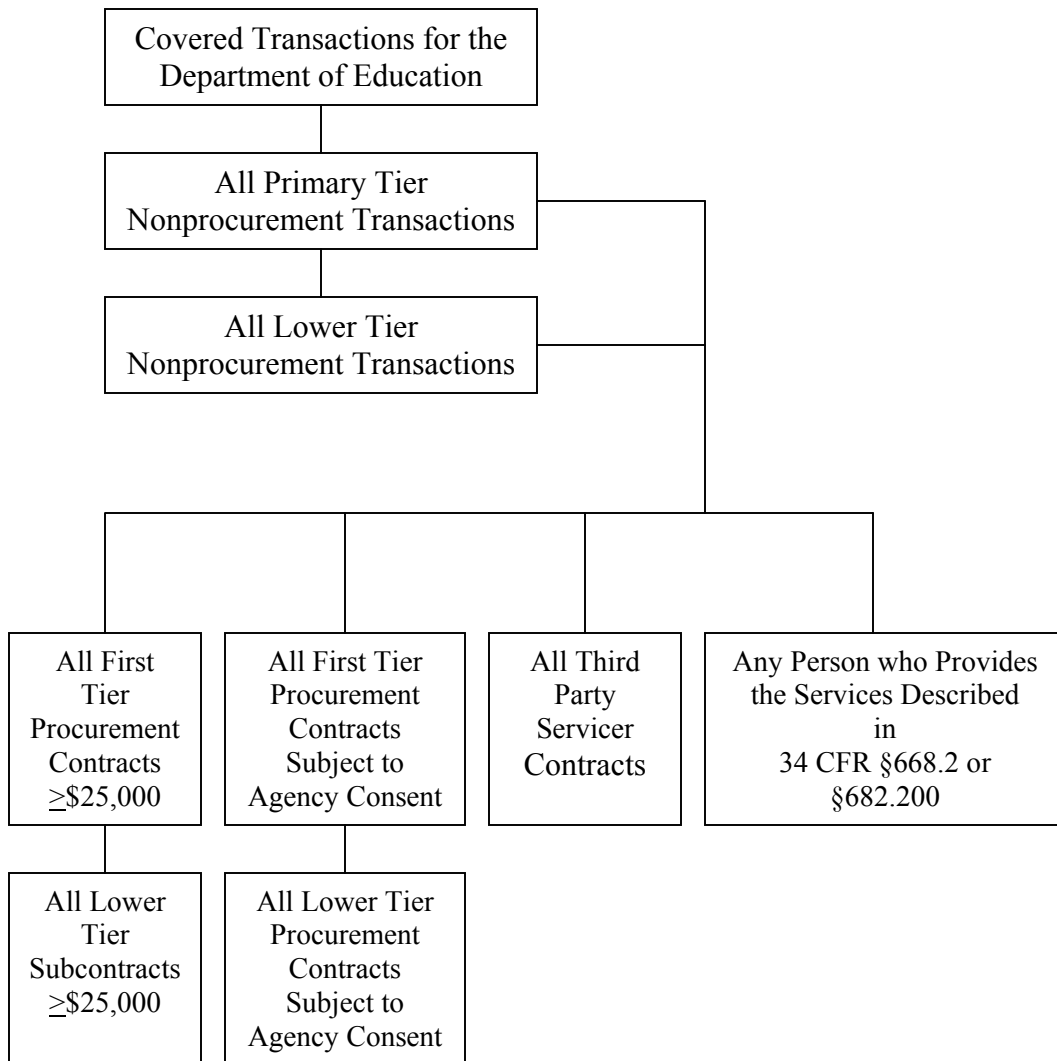 Covered Transactions for the
Department of Education
All Primary Tier
Nonprocurement Transactions
All Lower Tier
Nonprocurement Transactions
All First
Tier
Procurement
Contracts
≥$25,000
All First Tier
Procurement
Contracts
Subject to
Agency Consent
All Third
Party
Servicer
Contracts
Any Person who Provides
the Services Described
in
34 CFR §668.2 or
§682.200
All Lower
Tier
Subcontracts
≥$25,000
All Lower Tier
Procurement
Contracts
Subject to
Agency Consent